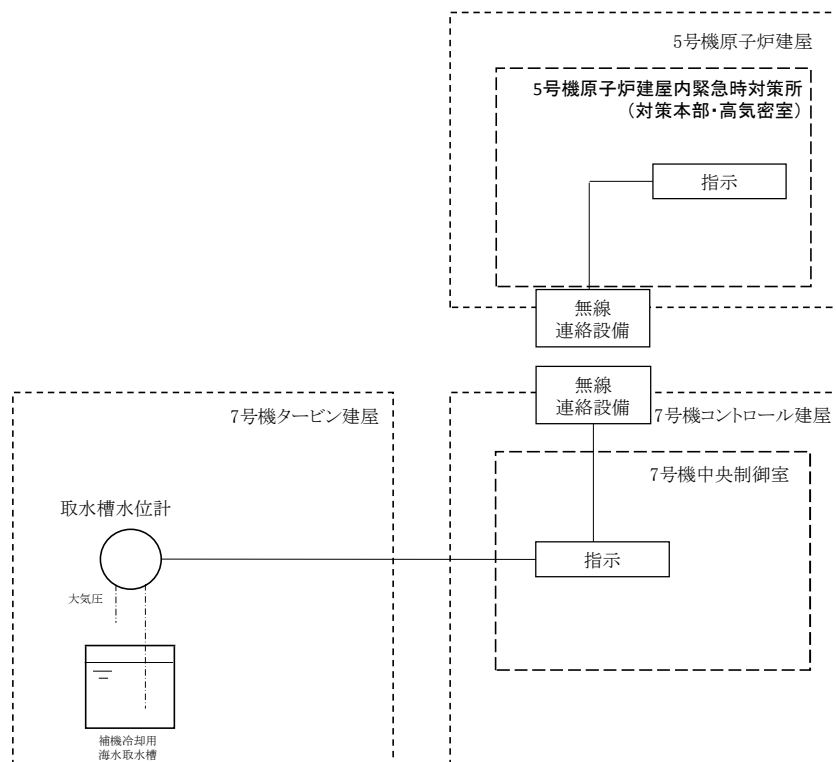 5号機原子炉建屋
5号機原子炉建屋内緊急時対策所
（対策本部・高気密室）
指示
無線
連絡設備
無線
連絡設備
7号機タービン建屋
7号機コントロール建屋
7号機中央制御室
取水槽水位計
指示
大気圧
補機冷却用
海水取水槽